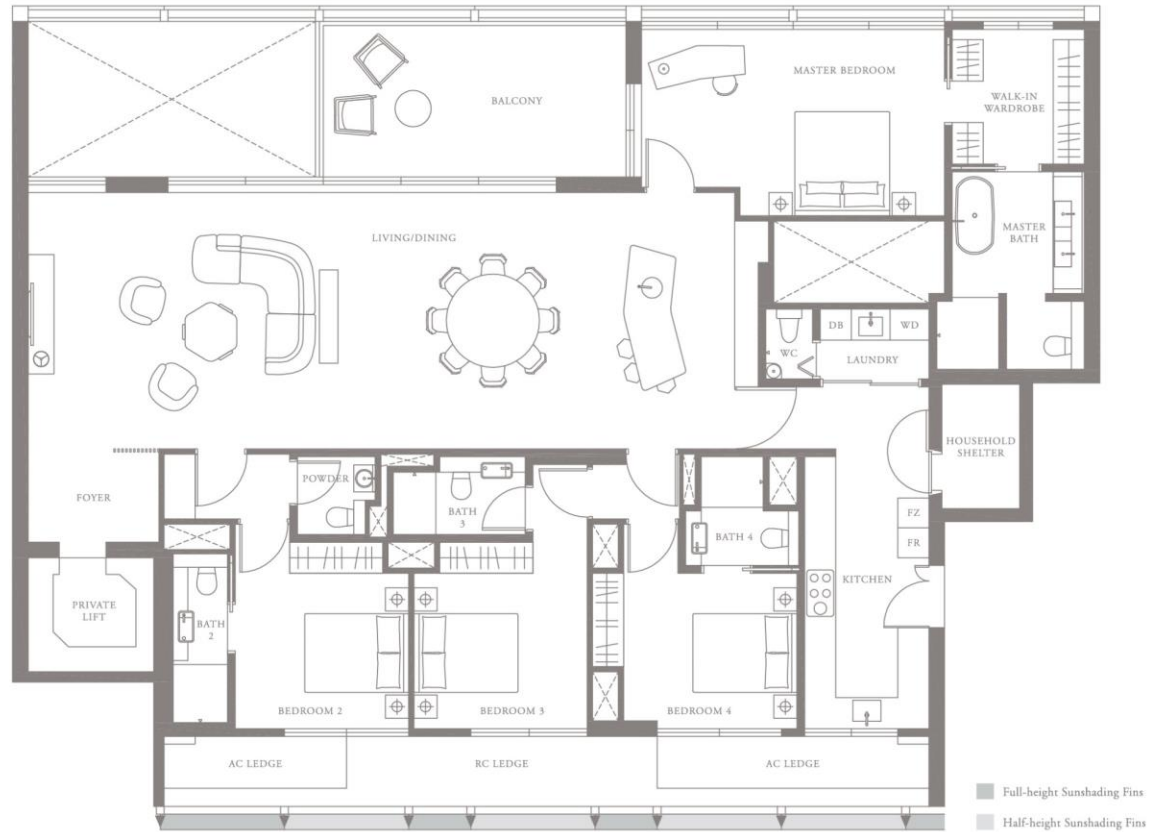 MASTER BEDROOM
BALCONY
WALK-IN
WARDROBE
LIVING/DINING
MASTER
BATH
DB
WD
WC
LAUNDRY
HOUSEHOLD
SHELTER
POWDER
FOYER
BATH
3
FZ
BATH 4
FR
KITCHEN
PRIVATE
LIFT
BATH
2
BEDROOM 2
BEDROOM 3
BEDROOM 4
AC LEDGE
RC LEDGE
AC LEDGE
Full-height Sunshading Fins
Half-height Sunshading Fins